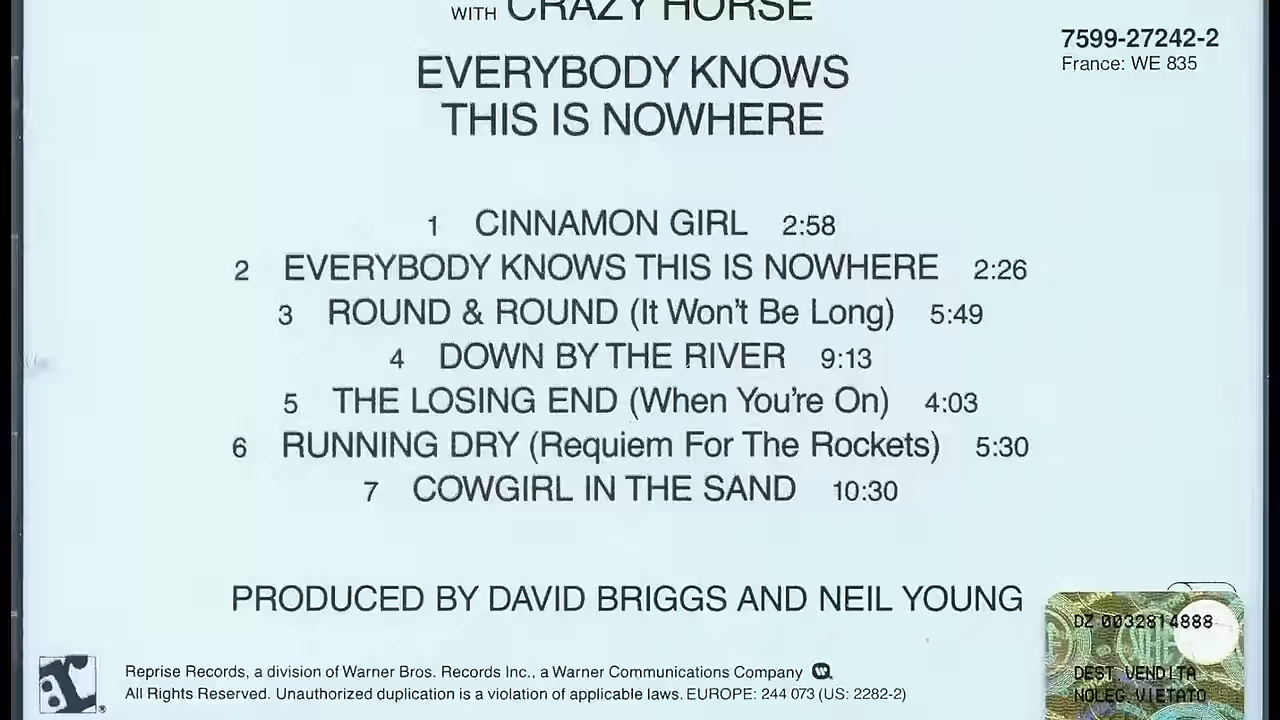 WITH CRAZY HORSE
7599-27242-2
France: WE 835
EVERYBODY KNOWS
THIS IS NOWHERE
1 CINNAMON GIRL 2:58
2 EVERYBODY KNOWS THIS IS NOWHERE 2:26
3 ROUND & ROUND (It Won't Be Long) 5:49
4 DOWN BY THE RIVER 9:13
5 THE LOSING END (When You're On) 4:03
6 RUNNING DRY (Requiem For The Rockets) 5:30
7 COWGIRL IN THE SAND 10:30
PRODUCED BY DAVID BRIGGS AND NEIL YOUNG
DZ 0032814888
DEST.VENDITA
NOLEG.VIETATO
Reprise Records, a division of Warner Bros. Records Inc., a Warner Communications Company
All Rights Reserved. Unauthorized duplication is a violation of applicable laws. EUROPE: 244 073 (US: 2282-2)